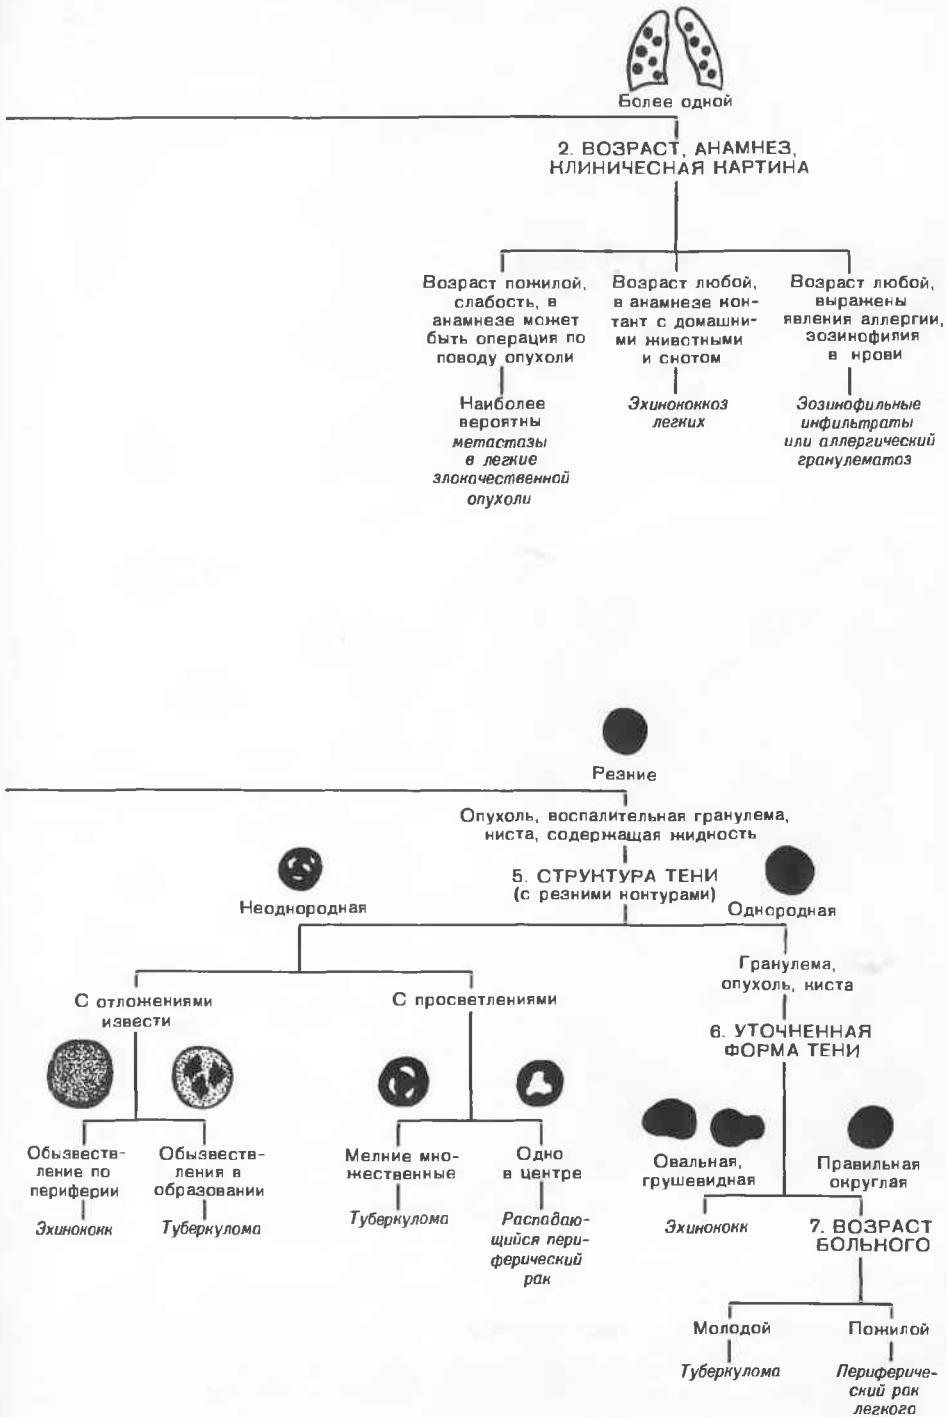 Более одной
2. ВОЗРАСТ, АНАМНЕЗ,
КЛИНИЧЕСКАЯ КАРТИНА
Возраст пожилой,
слабость, в
анамнезе может
быть операция по
поводу опухоли
Наиболее
вероятны
метастазы
в легкие
злокачественной
опухоли
Возраст любой,
в анамнезе кон-
такт с домашни-
ми животными
и скотом
Эхинококкоз
легких
Возраст любой,
выражены
явления аллергии,
эозинофилия
в крови
Эозинофильные
инфильтраты
или аллергический
гранулематоз
Резкие
Опухоль, воспалительная гранулема,
киста, содержащая жидкость
5. СТРУКТУРА ТЕНИ
(с резкими контурами)
Неоднородная
Однородная
С отложениями
извести
С просветлениями
Гранулема,
опухоль, киста
6. УТОЧНЕННАЯ
ФОРМА ТЕНИ
Обызвеств-
ление по
периферии
Эхинококк
Обызвеств-
ления в
образовании
Туберкулома
Мелкие мно-
жественные
Туберкулома
Одно
в центре
Распадаю-
щийся пери-
ферический
рак
Овальная,
грушевидная
Эхинококк
Правильная
округлая
7. ВОЗРАСТ
БОЛЬНОГО
Молодой
Туберкулома
Пожилой
Перифериче-
ский рак
легкого